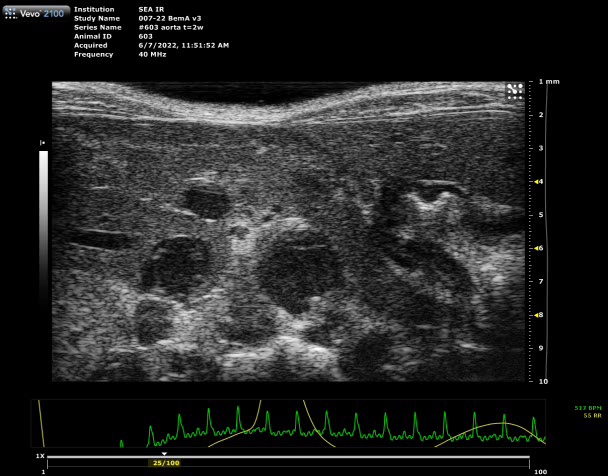 Vevo 2100
Institution SEA IR
Study Name 007-22 BemA v3
Series Name #603 aorta t=2w
Animal ID 603
Acquired 6/7/2022, 11:51:52 AM
Frequency 40 MHz
1 mm
2
3
4
5
6
7
8
9
10
1X
25/100
1
100
55 RR